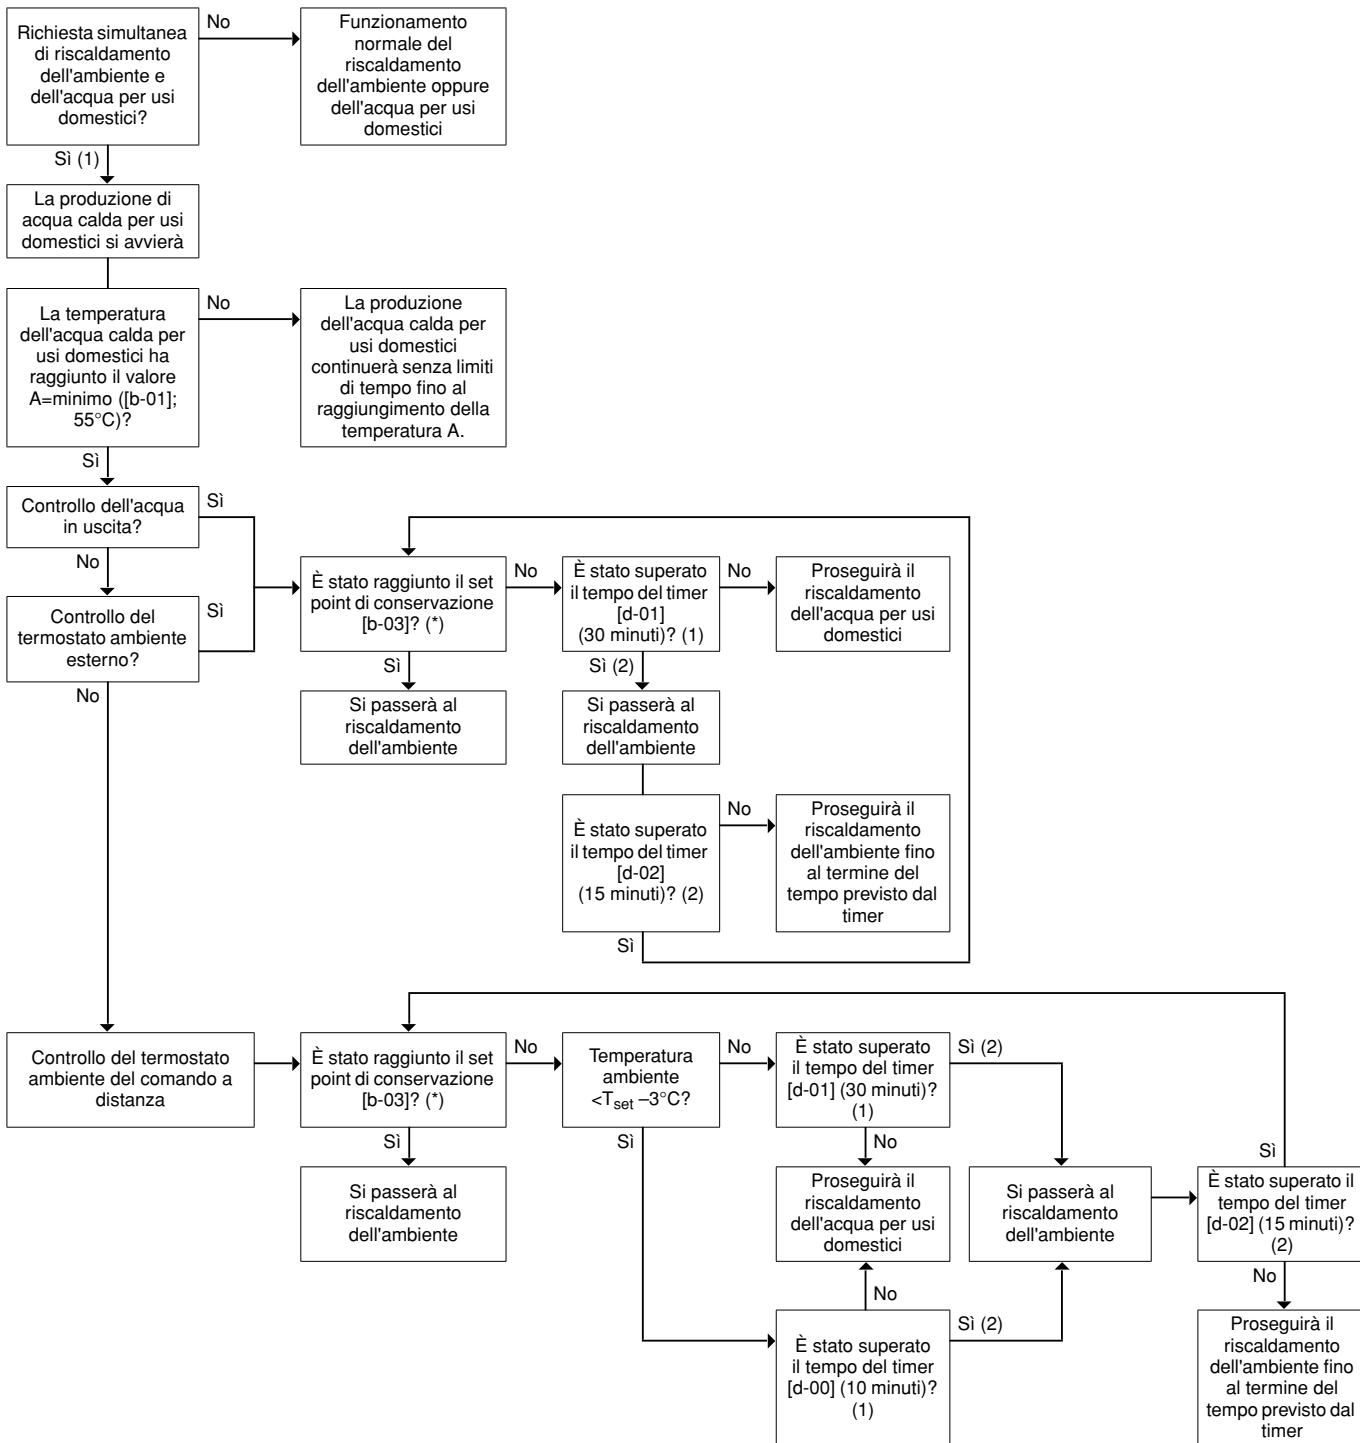 Richiesta simultanea
di riscaldamento
dell'ambiente e
dell'acqua per usi
domestici?
No
Funzionamento
normale del
riscaldamento
dell'ambiente oppure
dell'acqua per usi
domestici
Sì (1)
La produzione di
acqua calda per usi
domestici si avvierà
La temperatura
dell'acqua calda per
usi domestici ha
raggiunto il valore
A=minimo ([b-01];
55°C)?
No
La produzione
dell'acqua calda per
usi domestici
continuerà senza limiti
di tempo fino al
raggiungimento della
temperatura A.
Sì
Controllo dell'acqua
in uscita?
Sì
No
Controllo del
termostato ambiente
esterno?
Sì
No
È stato raggiunto il set
point di conservazione
[b-03]? (*)
No
Sì
Si passerà al
riscaldamento
dell'ambiente
È stato superato
il tempo del timer
[d-01]
(30 minuti)? (1)
No
Proseguirà il
riscaldamento
dell'acqua per usi
domestici
Sì (2)
Si passerà al
riscaldamento
dell'ambiente
È stato superato
il tempo del timer
[d-02]
(15 minuti)? (2)
No
Proseguirà il
riscaldamento
dell'ambiente fino
al termine del
tempo previsto dal
timer
Sì
Controllo del termostato
ambiente del comando a
distanza
È stato raggiunto il set
point di conservazione
[b-03]? (*)
No
Sì
Si passerà al
riscaldamento
dell'ambiente
Temperatura
ambiente
<Tset –3°C?
No
Sì
È stato superato
il tempo del timer
[d-01] (30 minuti)?
(1)
Sì (2)
No
Proseguirà il
riscaldamento
dell'acqua per usi
domestici
No
È stato superato
il tempo del timer
[d-00] (10 minuti)?
(1)
Sì (2)
Si passerà al
riscaldamento
dell'ambiente
Sì
È stato superato il
tempo del timer
[d-02] (15 minuti)?
(2)
No
Proseguirà il
riscaldamento
dell'ambiente fino
al termine del
tempo previsto dal
timer